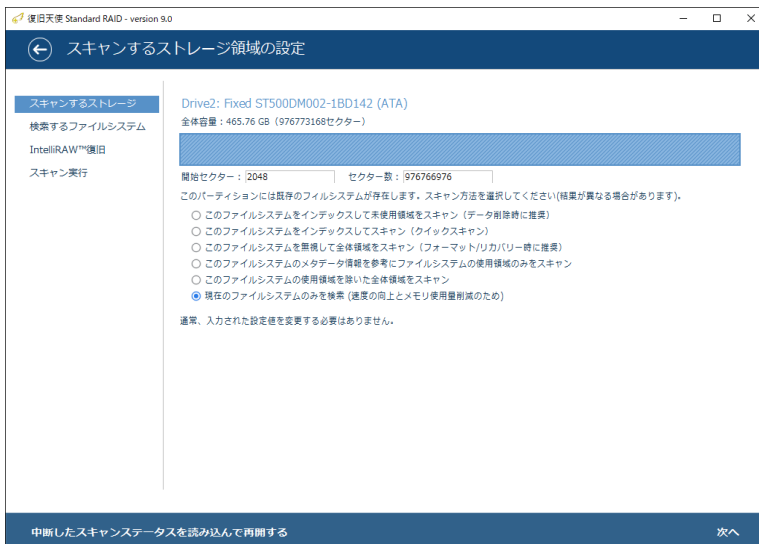 復旧天使 Standard RAID - version 9.0
スキャンするストレージ領域の設定
スキャンするストレージ
検索するファイルシステム
IntelliRAW™復旧
スキャン実行
Drive2: Fixed ST500DM002-1BD142 (ATA)
全体容量：465.76 GB（976773168セクター）
開始セクター： 2048 セクター数： 976766976
このパーティションには既存のフィルシステムが存在します。スキャン方法を選択してください(結果が異なる場合があります)。
このファイルシステムをインデックスして未使用領域をスキャン（データ削除時に推奨）
このファイルシステムをインデックスしてスキャン（クイックスキャン）
このファイルシステムを無視して全体領域をスキャン（フォーマット/リカバリー時に推奨）
このファイルシステムのメタデータ情報を参考にファイルシステムの使用領域のみをスキャン
このファイルシステムの使用領域を除いた全体領域をスキャン
現在のファイルシステムのみを検索 (速度の向上とメモリ使用量削減のため)
通常、入力された設定値を変更する必要はありません。
中断したスキャンステータスを読み込んで再開する
次へ